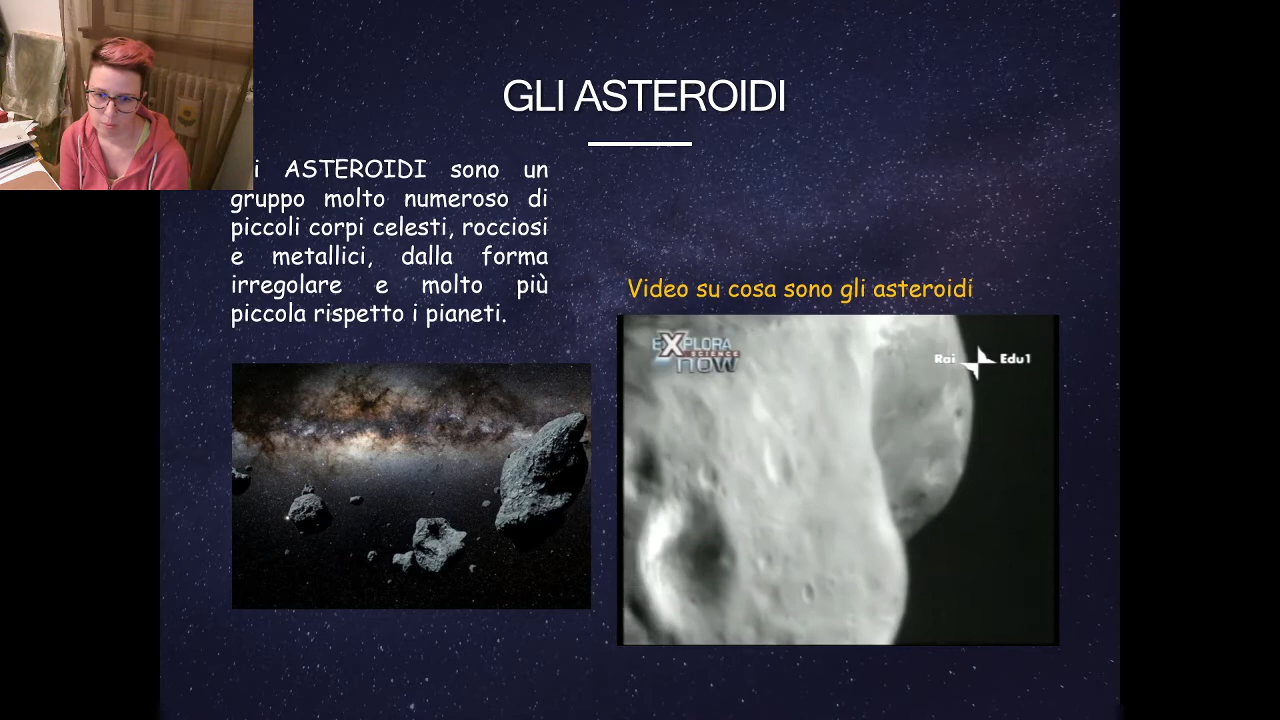 GLI ASTEROIDI
i ASTEROIDI sono un
gruppo molto numeroso di
piccoli corpi celesti, rocciosi
e metallici, dalla forma
irregolare e molto più
piccola rispetto i pianeti.
Video su cosa sono gli asteroidi
EXPLORA
SCIENCE
NOW
Rai Edu1